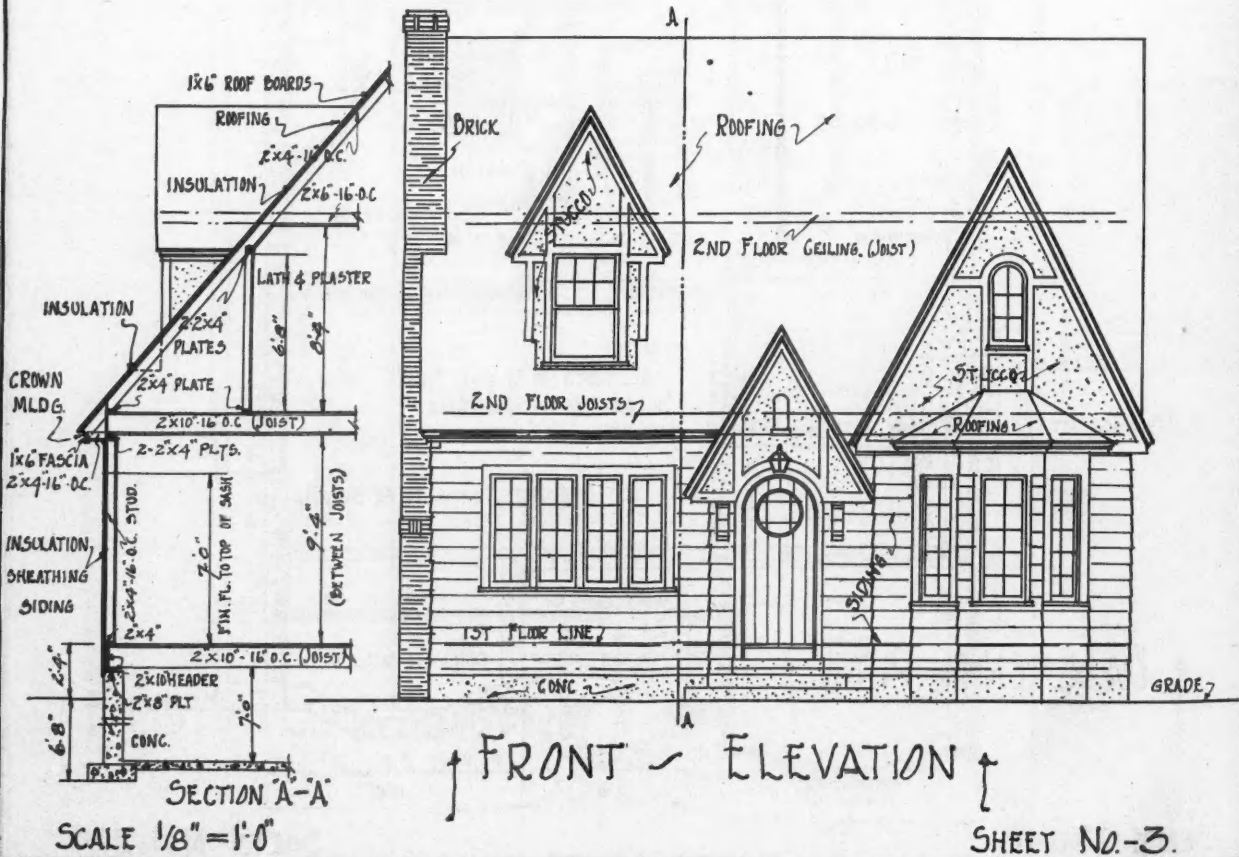 1"x6" ROOF BOARDS
ROOFING
2"x4"-16" O.C.
INSULATION
2"x6"-16" O.C
LATH & PLASTER
INSULATION
2-2"x4"
PLATES
6'-8"
8'-4"
CROWN
MLDG.
2"x4" PLATE
2"x10"-16" O.C (JOIST)
1"x6" FASCIA
2"x4-16" O.C.
2-2"x4" PLTS.
INSULATION
SHEATHING
SIDING
2"x4"-16" O.C. STUD.
7'-0"
FIN. FL. TO TOP OF SASH
9'-4"
(BETWEEN JOISTS)
2"x4"
2"x10"-16" O.C. (JOIST)
2'-4"
2"x10 HEADER
2"x8" PLT
6'-8"
CONC.
7'-0"
SECTION "A-A"
SCALE 1/8" = 1'-0"
A
BRICK
ROOFING
STUCCO
2ND FLOOR CEILING. (JOIST)
2ND FLOOR JOISTS
STUCCO
ROOFING
SIDING
1ST FLOOR LINE
CONC
GRADE
A
FRONT - ELEVATION
SHEET NO.-3.